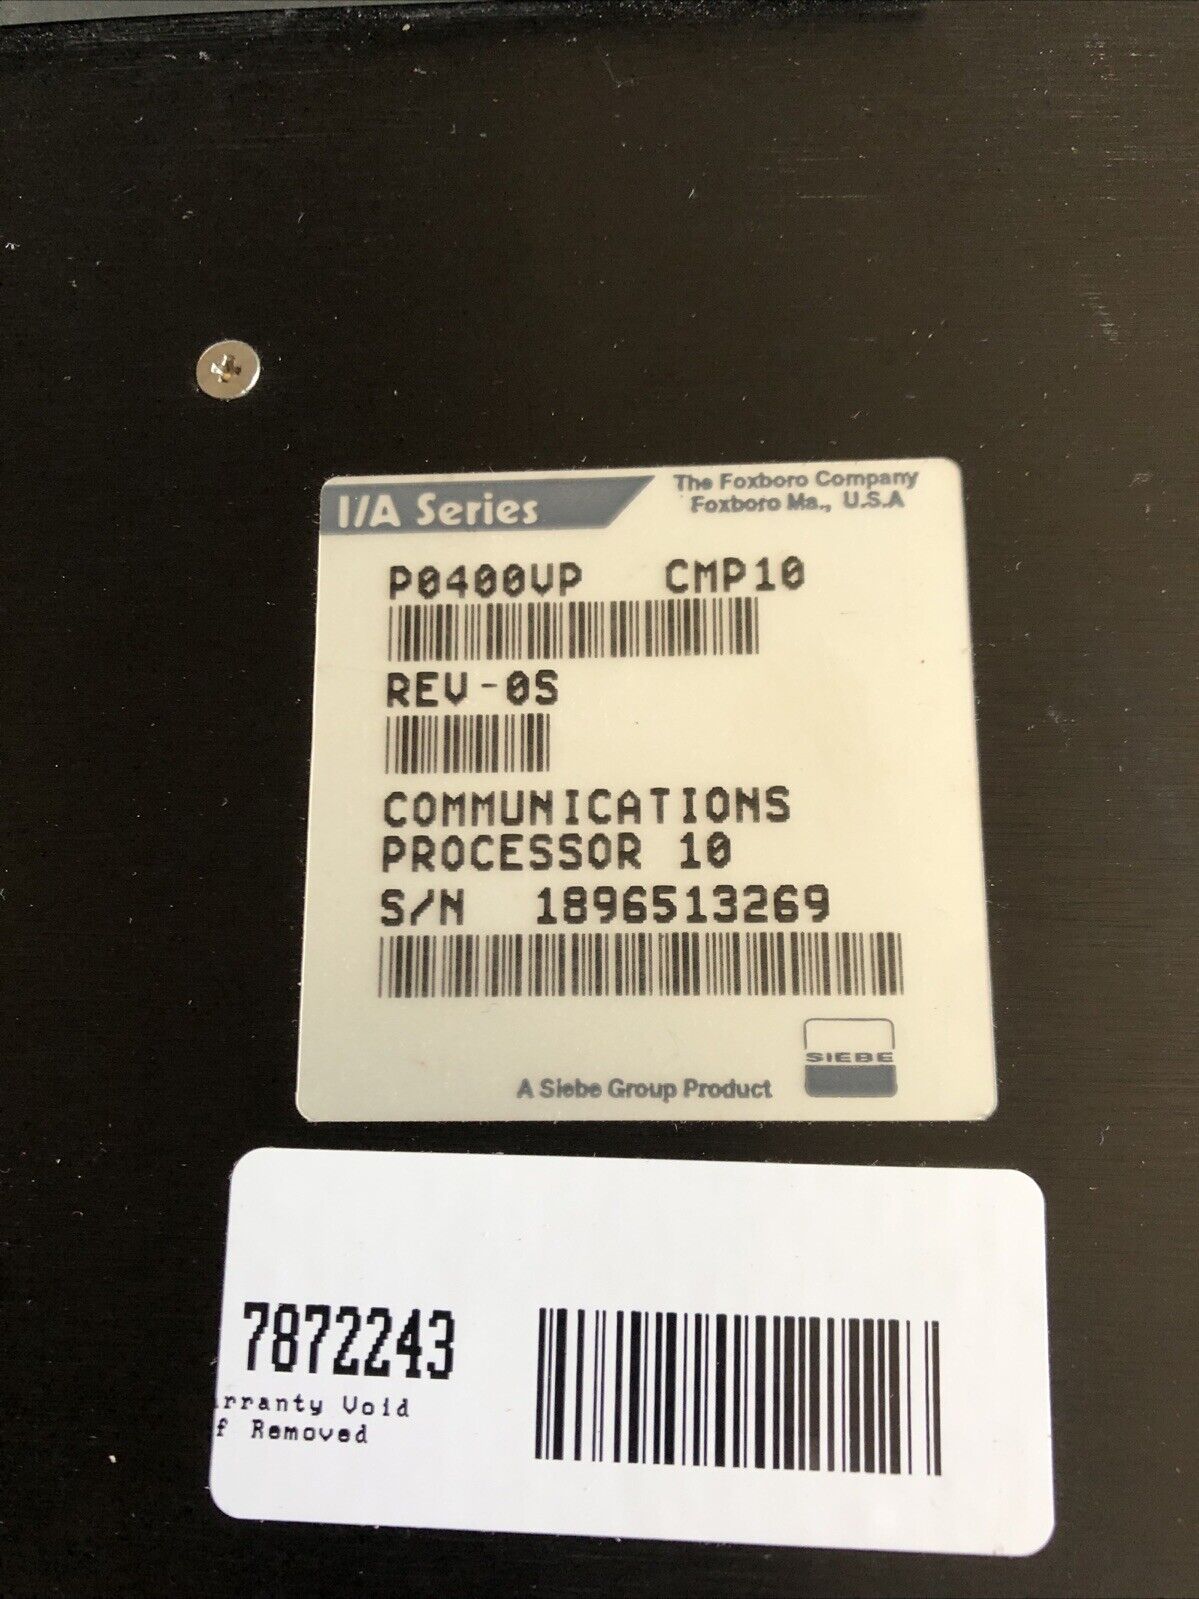 I/A Series
The Foxboro Company
Foxboro Ma., U.S.A
P0400VP CMP10
REV-0S
COMMUNICATIONS
PROCESSOR 10
S/N 1896513269
SIEBE
A Siebe Group Product
7872243
rranty Void
f Removed